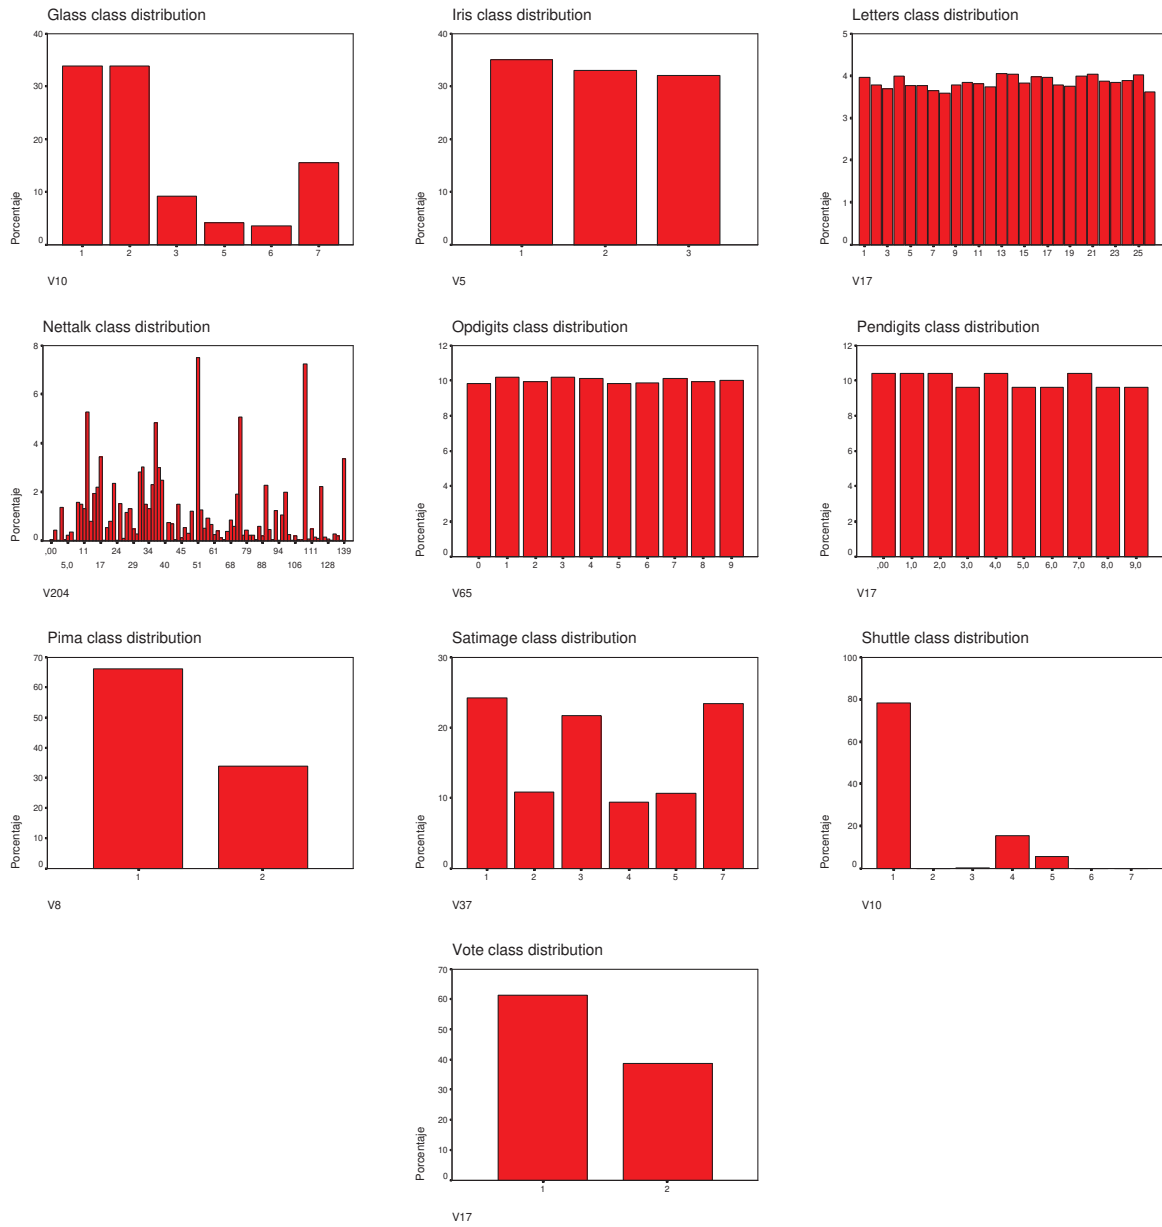 Glass class distribution
40
30
20
10
0
Porcentaje
1 2 3 5 6 7
V10
Iris class distribution
40
30
20
10
0
Porcentaje
1 2 3
V5
Letters class distribution
5
4
3
2
1
0
Porcentaje
1 3 5 7 9 11 13 15 17 19 21 23 25
V17
Nettalk class distribution
8
6
4
2
0
Porcentaje
,00 11 24 34 46 51 61 79 94 111 139
5,0 17 29 40 68 88 106 128
V204
Opdigits class distribution
12
10
8
6
4
2
0
Porcentaje
0 1 2 3 4 5 6 7 8 9
V65
Pendigits class distribution
12
10
8
6
4
2
0
Porcentaje
,00 1,0 2,0 3,0 4,0 5,0 6,0 7,0 8,0 9,0
V17
Pima class distribution
70
60
50
40
30
20
10
0
Porcentaje
1 2
V8
Satimage class distribution
30
20
10
0
Porcentaje
1 2 3 4 5 7
V37
Shuttle class distribution
100
80
60
40
20
0
Porcentaje
1 2 3 4 5 6 7
V10
Vote class distribution
70
60
50
40
30
20
10
0
Porcentaje
1 2
V17